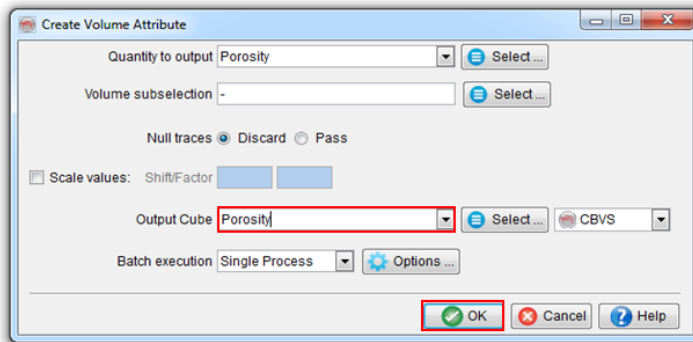 Create Volume Attribute
Quantity to output Porosity Select ...
Volume subselection - Select ...
Null traces Discard Pass
Scale values: Shift/Factor
Output Cube Porosity Select ... CBVS
Batch execution Single Process Options ...
OK Cancel Help